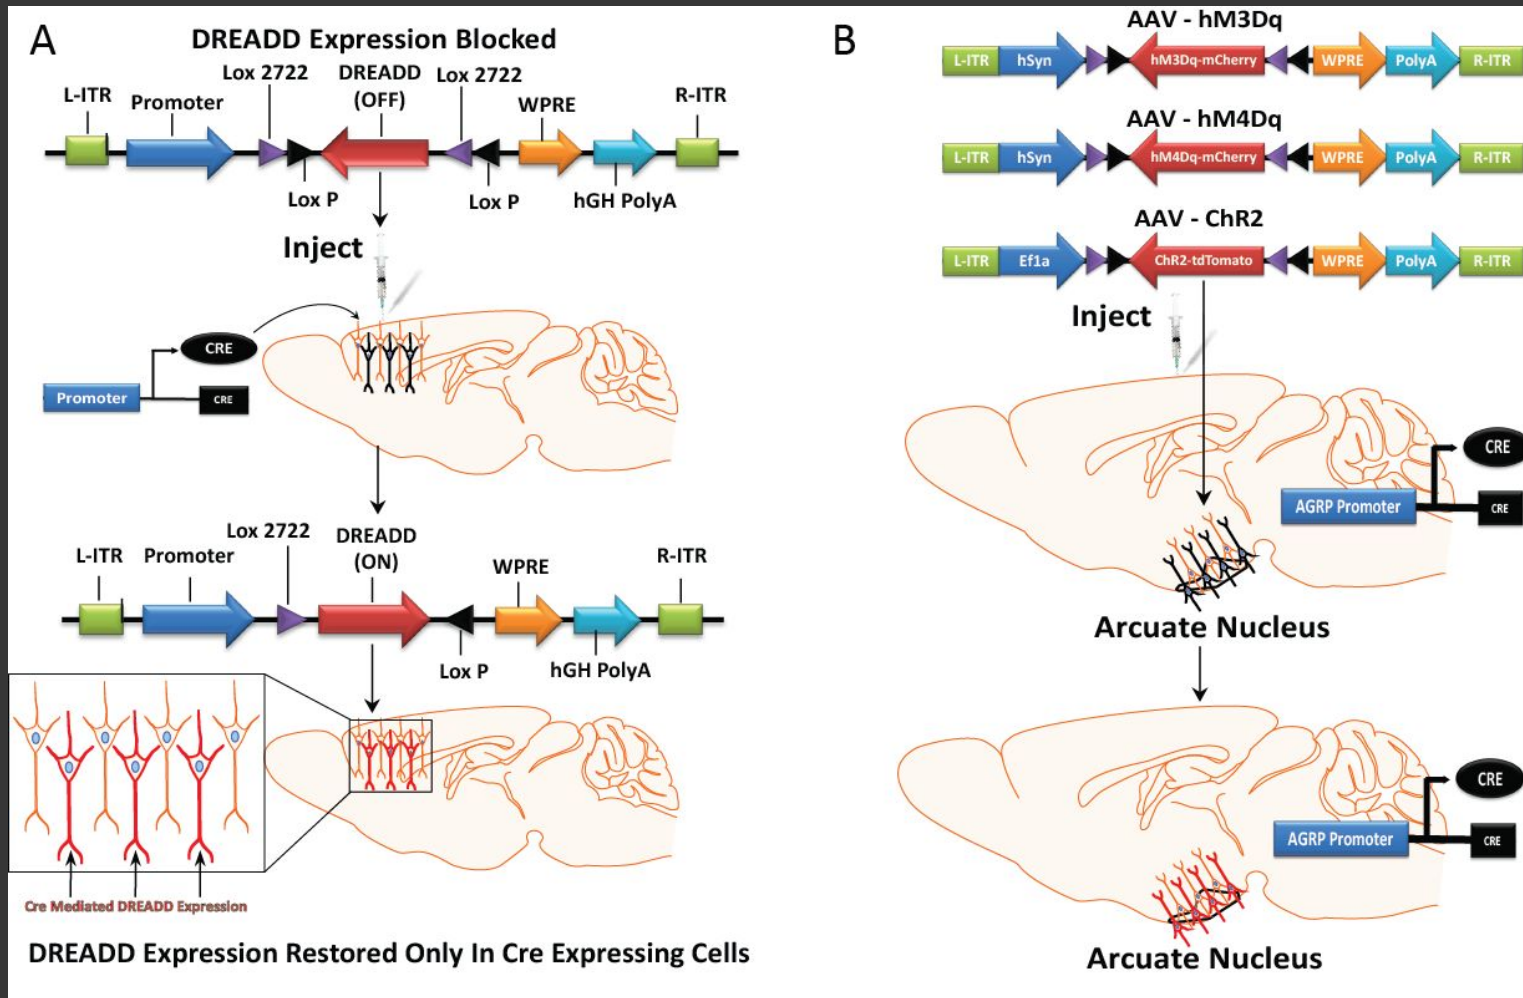 A
DREADD Expression Blocked
Lox 2722
DREADD
(OFF)
Lox 2722
L-ITR
Promoter
WPRE
R-ITR
Lox P
Lox P
hGH PolyA
Inject
CRE
Promoter
CRE
Lox 2722
DREADD
(ON)
L-ITR
Promoter
WPRE
R-ITR
Lox P
hGH PolyA
Cre Mediated DREADD Expression
DREADD Expression Restored Only In Cre Expressing Cells
B
AAV - hM3Dq
L-ITR hSyn hM3Dq-mCherry WPRE PolyA R-ITR
AAV - hM4Dq
L-ITR hSyn hM4Dq-mCherry WPRE PolyA R-ITR
AAV - ChR2
L-ITR Ef1a ChR2-tdTomato WPRE PolyA R-ITR
Inject
CRE
AGRP Promoter
CRE
Arcuate Nucleus
CRE
AGRP Promoter
CRE
Arcuate Nucleus